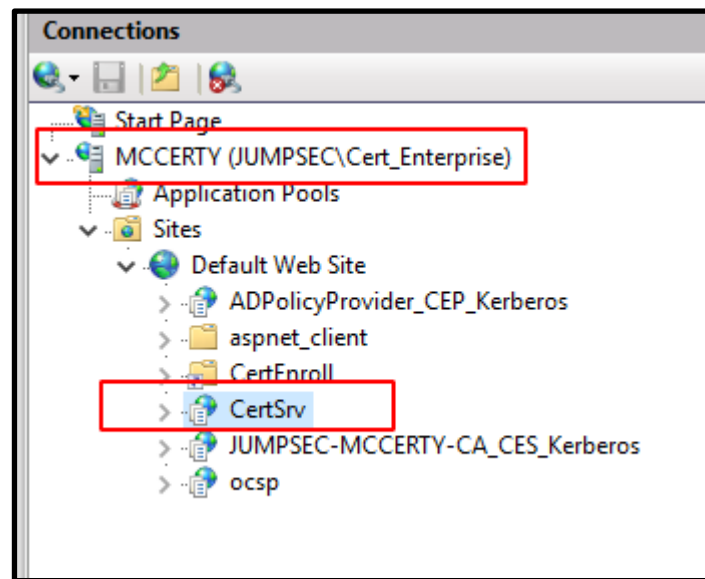 Connections
Start Page
MCCERTY (JUMPSEC\Cert_Enterprise)
Application Pools
Sites
Default Web Site
ADPolicyProvider_CEP_Kerberos
aspnet_client
CertEnroll
CertSrv
JUMPSEC-MCCERTY-CA_CES_Kerberos
ocsp